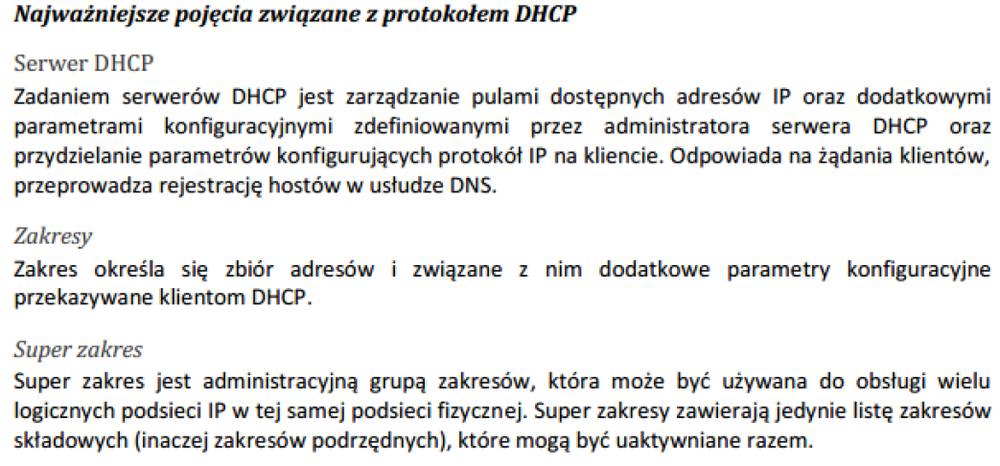 Najważniejsze pojęcia związane z protokołem DHCP
Serwer DHCP
Zadaniem serwerów DHCP jest zarządzanie pulami dostępnych adresów IP oraz dodatkowymi
parametrami konfiguracyjnymi zdefiniowanymi przez administratora serwera DHCP oraz
przydzielanie parametrów konfigurujących protokół IP na kliencie. Odpowiada na żądania klientów,
przeprowadza rejestrację hostów w usłudze DNS.
Zakresy
Zakres określa się zbiór adresów i związane z nim dodatkowe parametry konfiguracyjne
przekazywane klientom DHCP.
Super zakres
Super zakres jest administracyjną grupą zakresów, która może być używana do obsługi wielu
logicznych podsieci IP w tej samej podsieci fizycznej. Super zakresy zawierają jedynie listę zakresów
składowych (inaczej zakresów podrzędnych), które mogą być uaktywniane razem.